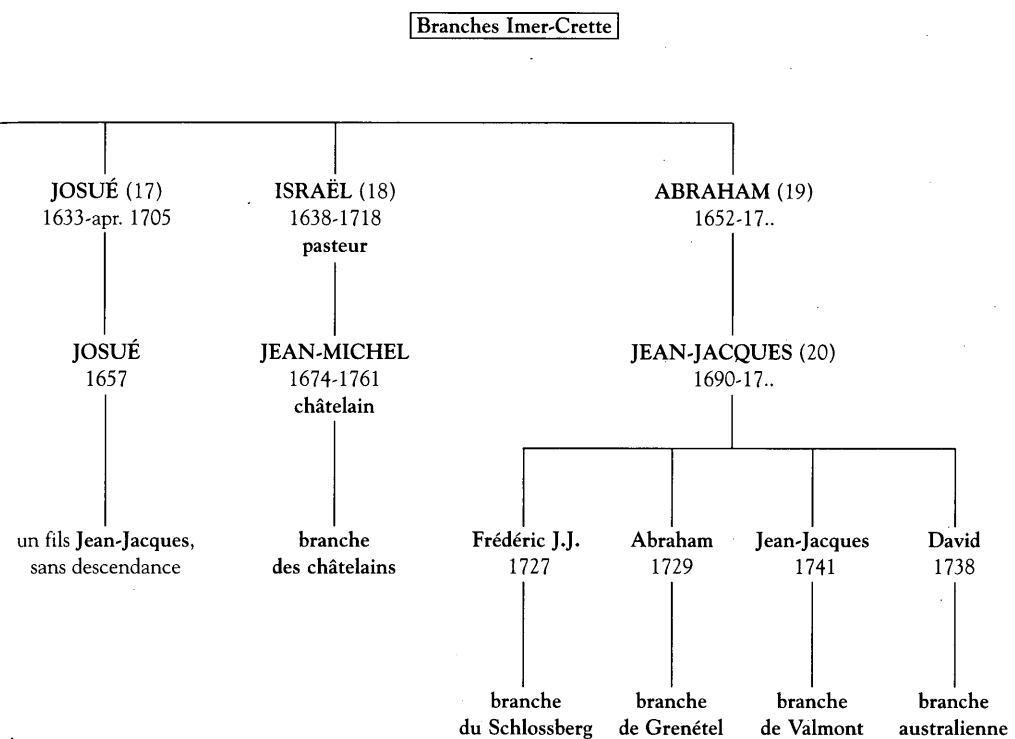 Branches Imer-Crette
JOSUÉ (17)
1633-apr. 1705
ISRAËL (18)
1638-1718
pasteur
ABRAHAM (19)
1652-17..
JOSUÉ
1657
JEAN-MICHEL
1674-1761
châtelain
JEAN-JACQUES (20)
1690-17..
un fils Jean-Jacques,
sans descendance
branche
des châtelains
Frédéric J.J.
1727
Abraham
1729
Jean-Jacques
1741
David
1738
branche
du Schlossberg
branche
de Grenétel
branche
de Valmont
branche
australienne